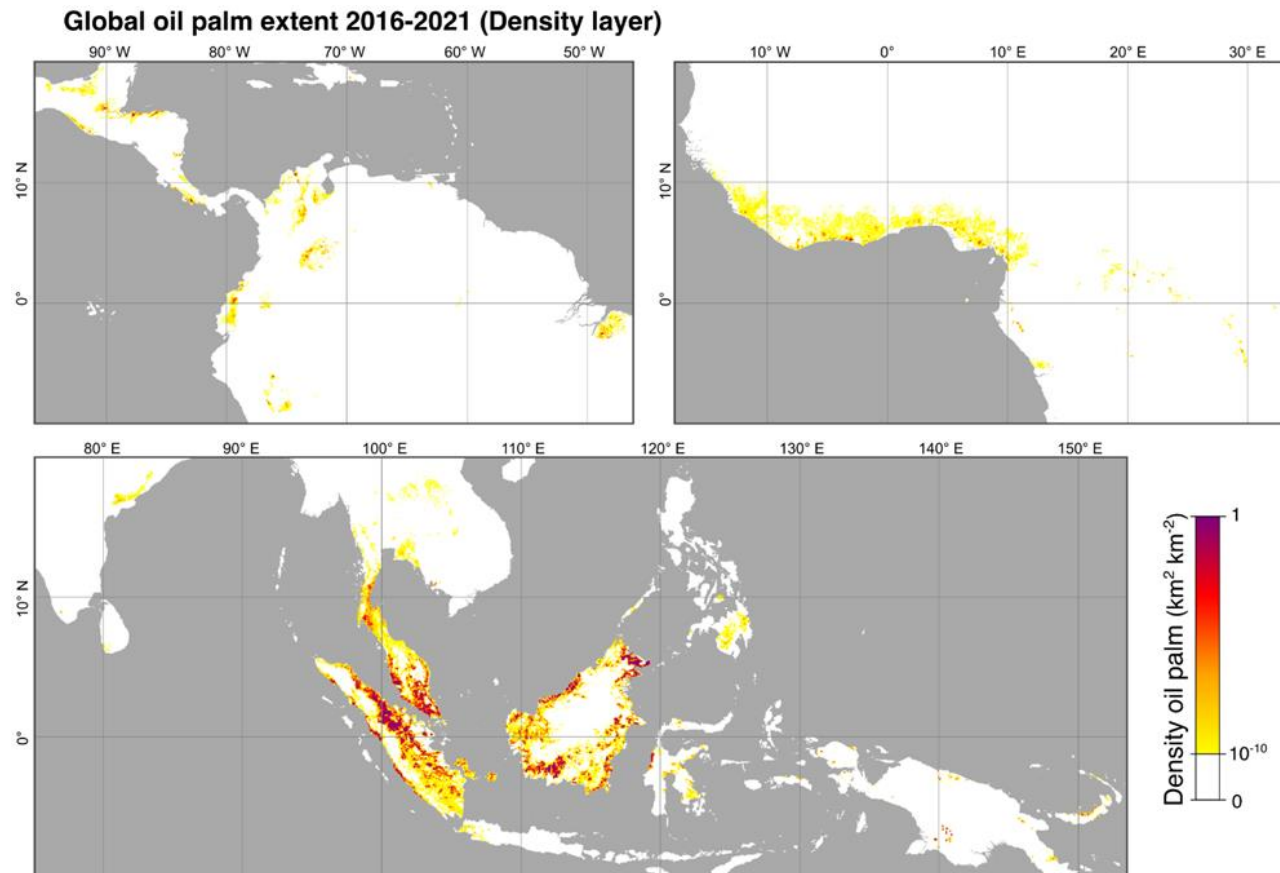 Global oil palm extent 2016-2021 (Density layer)
90° W 80° W 70° W 60° W 50° W
10° N
0°
10° W 0° 10° E 20° E 30° E
10° N
0°
80° E 90° E 100° E 110° E 120° E 130° E 140° E 150° E
10° N
0°
Density oil palm (km² km⁻²)
1
10⁻¹⁰
0